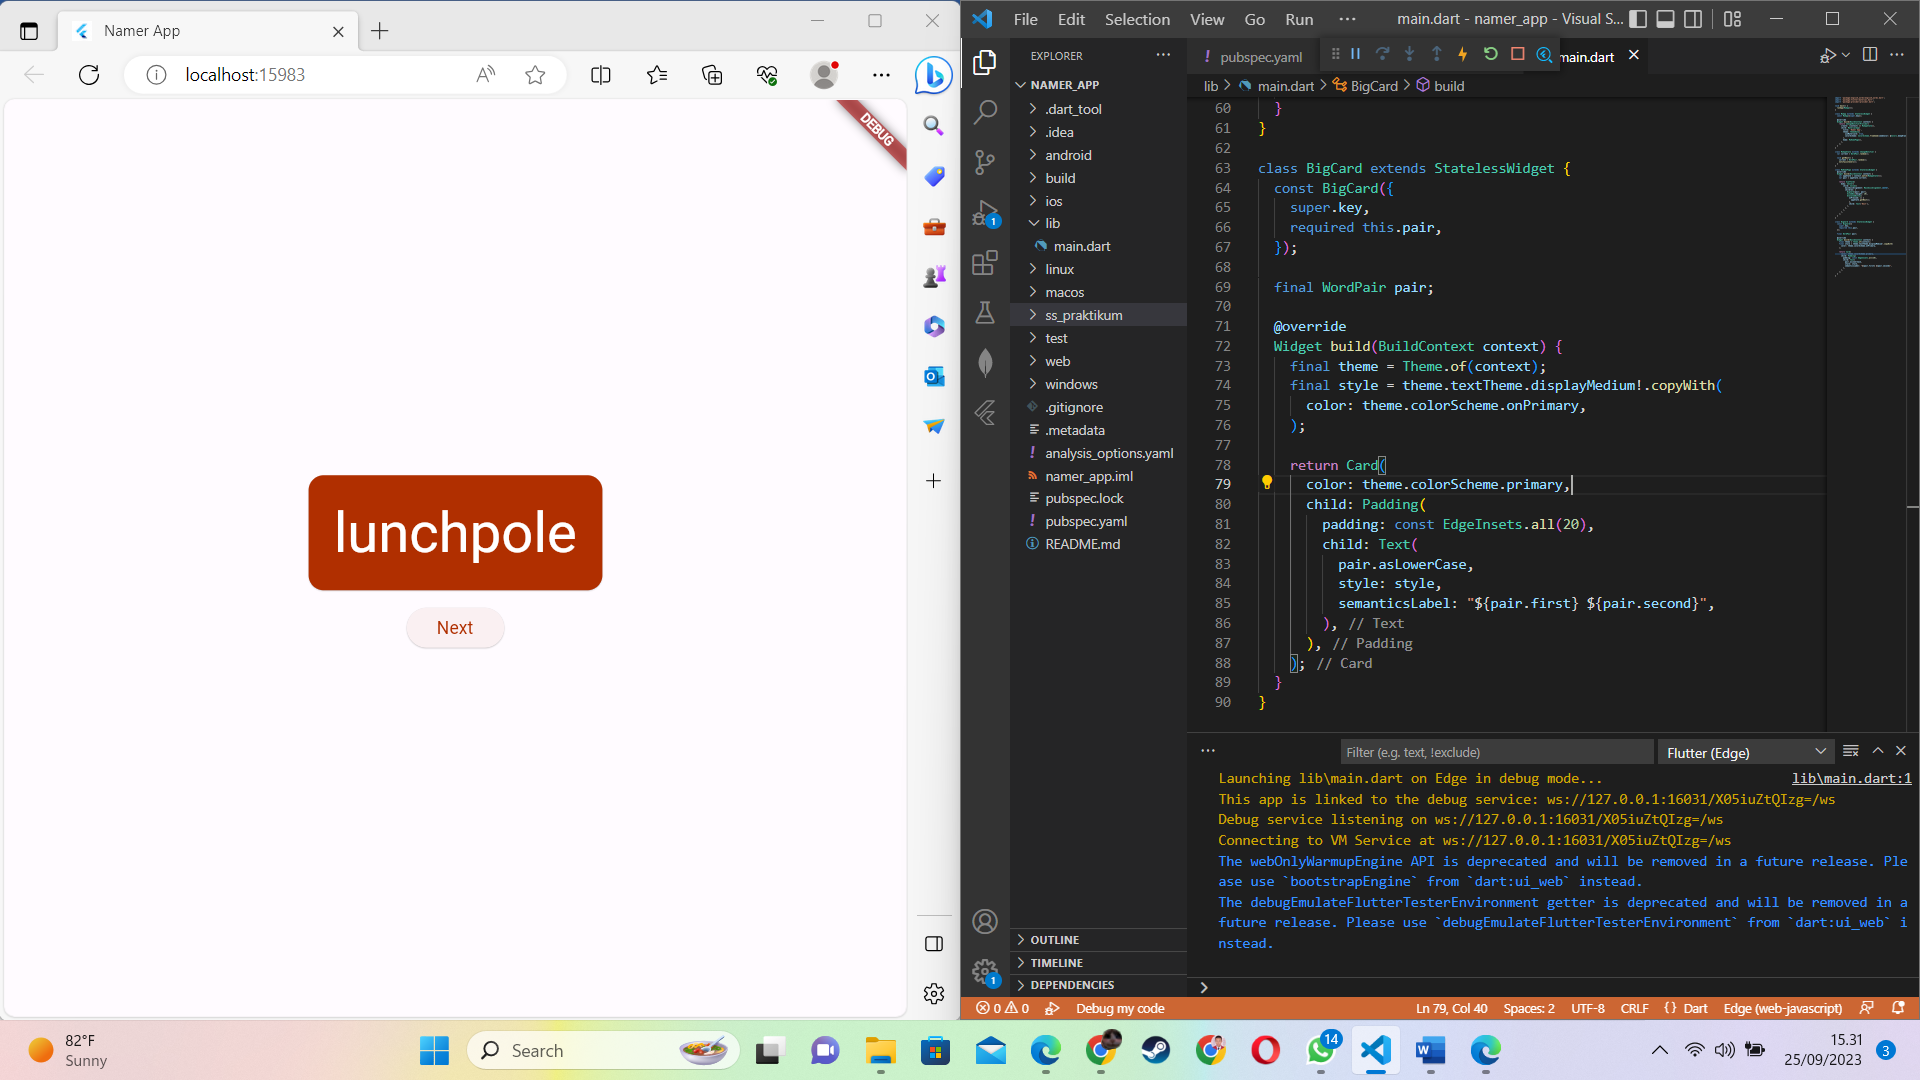 Namer App
localhost:15983
DEBUG
lunchpole
Next
File Edit Selection View Go Run ··· main.dart - namer_app - Visual S...
EXPLORER
NAMER_APP
.dart_tool
.idea
android
build
ios
lib
main.dart
linux
macos
ss_praktikum
test
web
windows
.gitignore
.metadata
analysis_options.yaml
namer_app.iml
pubspec.lock
pubspec.yaml
README.md
OUTLINE
TIMELINE
DEPENDENCIES
1
1
pubspec.yaml main.dart
lib > main.dart > BigCard > build
60 }
61 }
62
63 class BigCard extends StatelessWidget {
64 const BigCard({
65 super.key,
66 required this.pair,
67 });
68
69 final WordPair pair;
70
71 @override
72 Widget build(BuildContext context) {
73 final theme = Theme.of(context);
74 final style = theme.textTheme.displayMedium!.copyWith(
75 color: theme.colorScheme.onPrimary,
76 );
77
78 return Card(
79 color: theme.colorScheme.primary,
80 child: Padding(
81 padding: const EdgeInsets.all(20),
82 child: Text(
83 pair.asLowerCase,
84 style: style,
85 semanticsLabel: "${pair.first} ${pair.second}",
86 ), // Text
87 ), // Padding
88 ); // Card
89 }
90 }
Filter (e.g. text, !exclude) Flutter (Edge)
Launching lib\main.dart on Edge in debug mode... lib\main.dart:1
This app is linked to the debug service: ws://127.0.0.1:16031/X05iuZtQIzg=/ws
Debug service listening on ws://127.0.0.1:16031/X05iuZtQIzg=/ws
Connecting to VM Service at ws://127.0.0.1:16031/X05iuZtQIzg=/ws
The webOnlyWarmupEngine API is deprecated and will be removed in a future release. Ple
ase use `bootstrapEngine` from `dart:ui_web` instead.
The debugEmulateFlutterTesterEnvironment getter is deprecated and will be removed in a
future release. Please use `debugEmulateFlutterTesterEnvironment` from `dart:ui_web` i
nstead.
0 0 Debug my code Ln 79, Col 40 Spaces: 2 UTF-8 CRLF {} Dart Edge (web-javascript)
82°F
Sunny
Search
14
15.31
25/09/2023
3